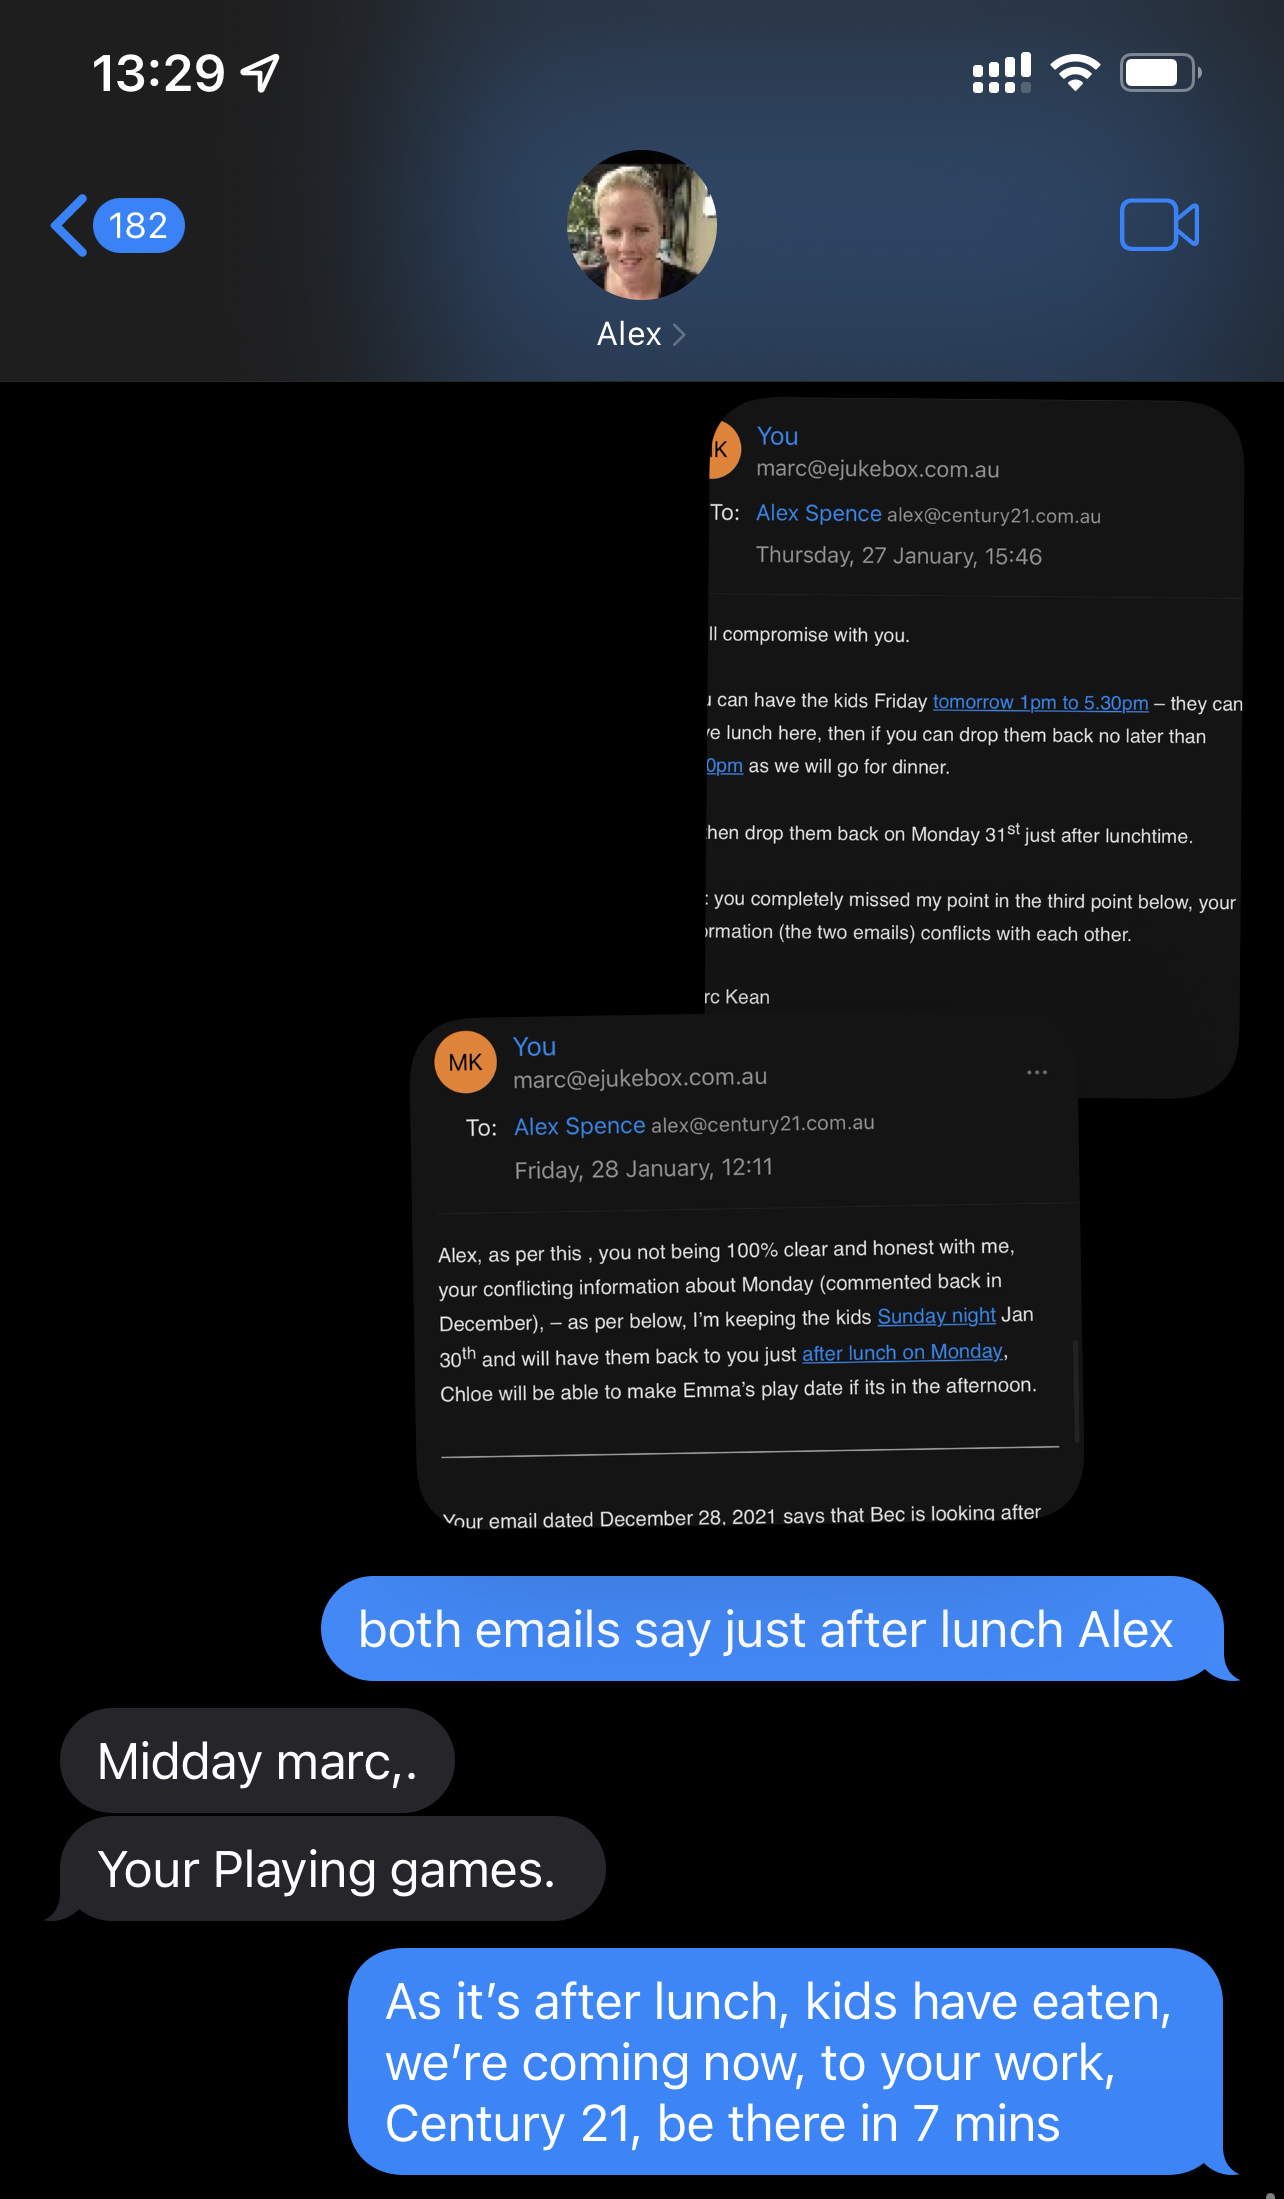 13:29
182
Alex
You
K
marc@ejukebox.com.au
To: Alex Spence alex@century21.com.au
Thursday, 27 January, 15:46
ll compromise with you.
u can have the kids Friday tomorrow 1pm to 5.30pm – they can
ve lunch here, then if you can drop them back no later than
0pm as we will go for dinner.
hen drop them back on Monday 31st just after lunchtime.
: you completely missed my point in the third point below, your
ormation (the two emails) conflicts with each other.
rc Kean
MK
You
marc@ejukebox.com.au
To: Alex Spence alex@century21.com.au
Friday, 28 January, 12:11
Alex, as per this , you not being 100% clear and honest with me,
your conflicting information about Monday (commented back in
December), – as per below, I'm keeping the kids Sunday night Jan
30th and will have them back to you just after lunch on Monday,
Chloe will be able to make Emma's play date if its in the afternoon.
Your email dated December 28, 2021 says that Bec is looking after
both emails say just after lunch Alex
Midday marc,.
Your Playing games.
As it's after lunch, kids have eaten,
we're coming now, to your work,
Century 21, be there in 7 mins